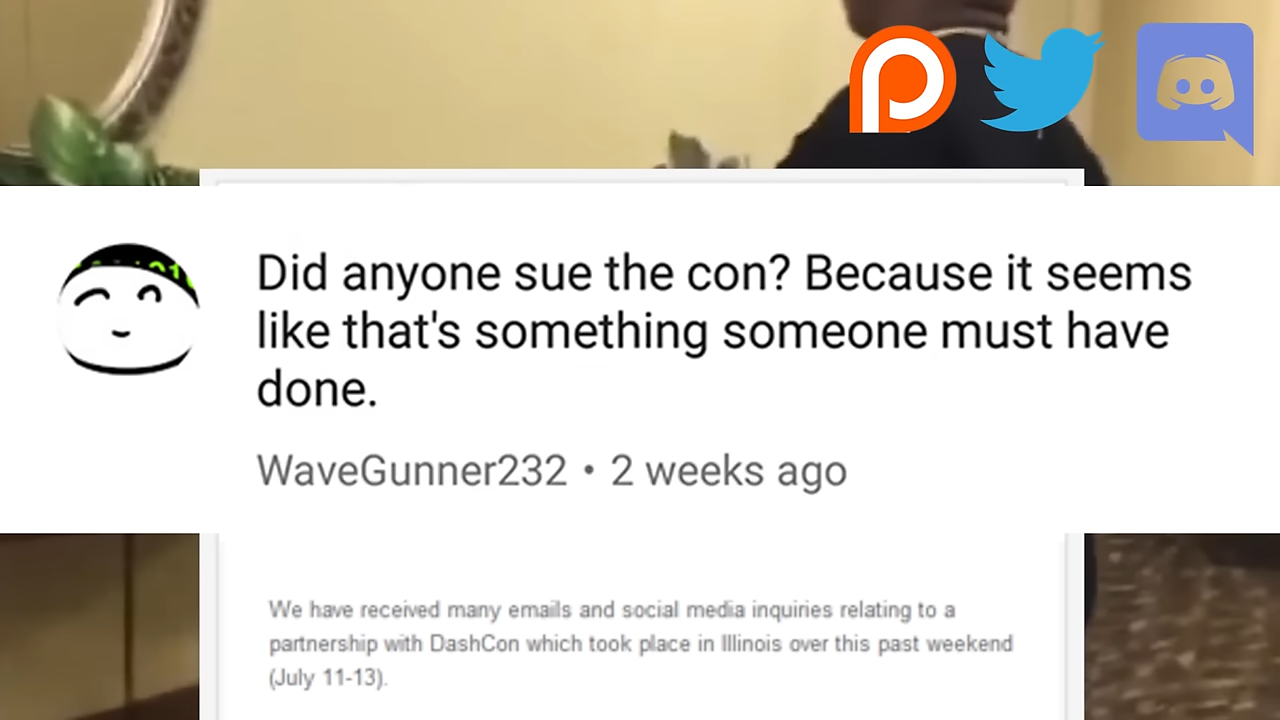 Did anyone sue the con? Because it seems
like that's something someone must have
done.
WaveGunner232 • 2 weeks ago
We have received many emails and social media inquiries relating to a
partnership with DashCon which took place in Illinois over this past weekend
(July 11-13).